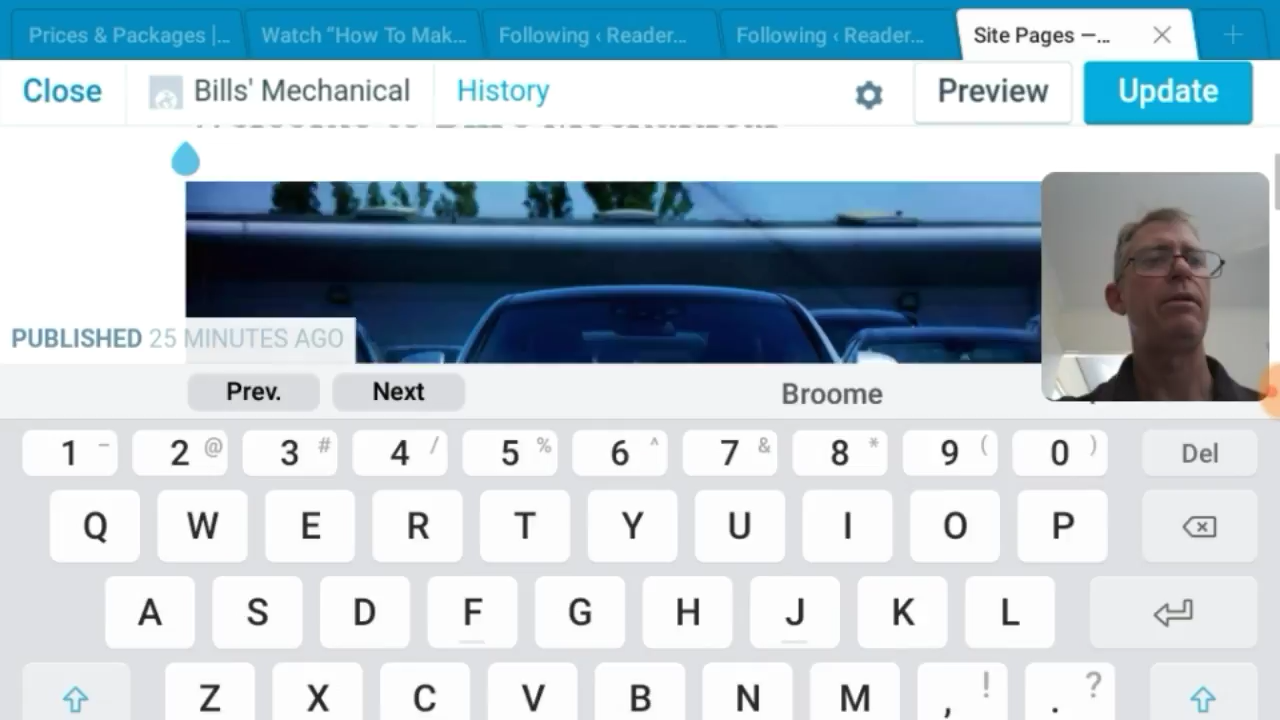 Prices & Packages |...
Watch “How To Mak...
Following ‹ Reader...
Following ‹ Reader...
Site Pages —...
Close
Bills' Mechanical
History
Preview
Update
PUBLISHED 25 MINUTES AGO
Prev.
Next
Broome
1 – 2 @ 3 # 4 / 5 % 6 ^ 7 & 8 * 9 ( 0 ) Del
Q W E R T Y U I O P
A S D F G H J K L
Z X C V B N M , ! . ?